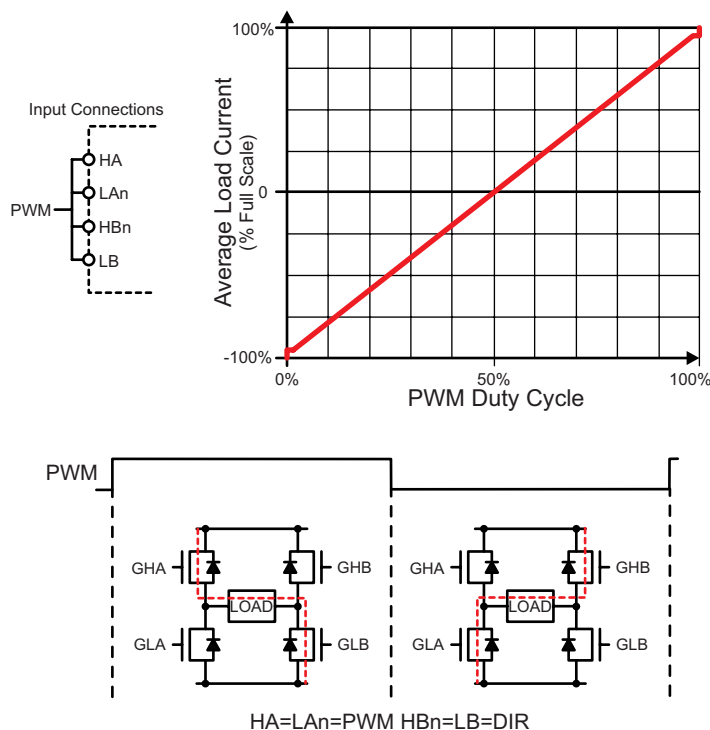 Input Connections
HA
LAn
HBn
LB
PWM
Average Load Current
(% Full Scale)
100%
0
-100%
0%
50%
100%
PWM Duty Cycle
PWM
GHA
GHB
LOAD
GLA
GLB
GHA
GHB
LOAD
GLA
GLB
HA=LAn=PWM HBn=LB=DIR